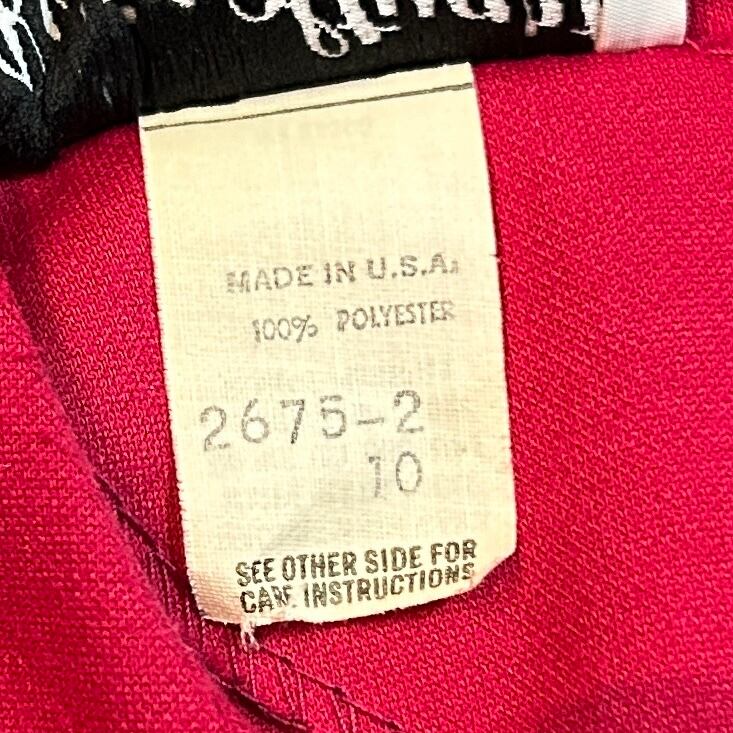 MADE IN U.S.A.
100% POLYESTER
2675-2
10
SEE OTHER SIDE FOR
CARE INSTRUCTIONS